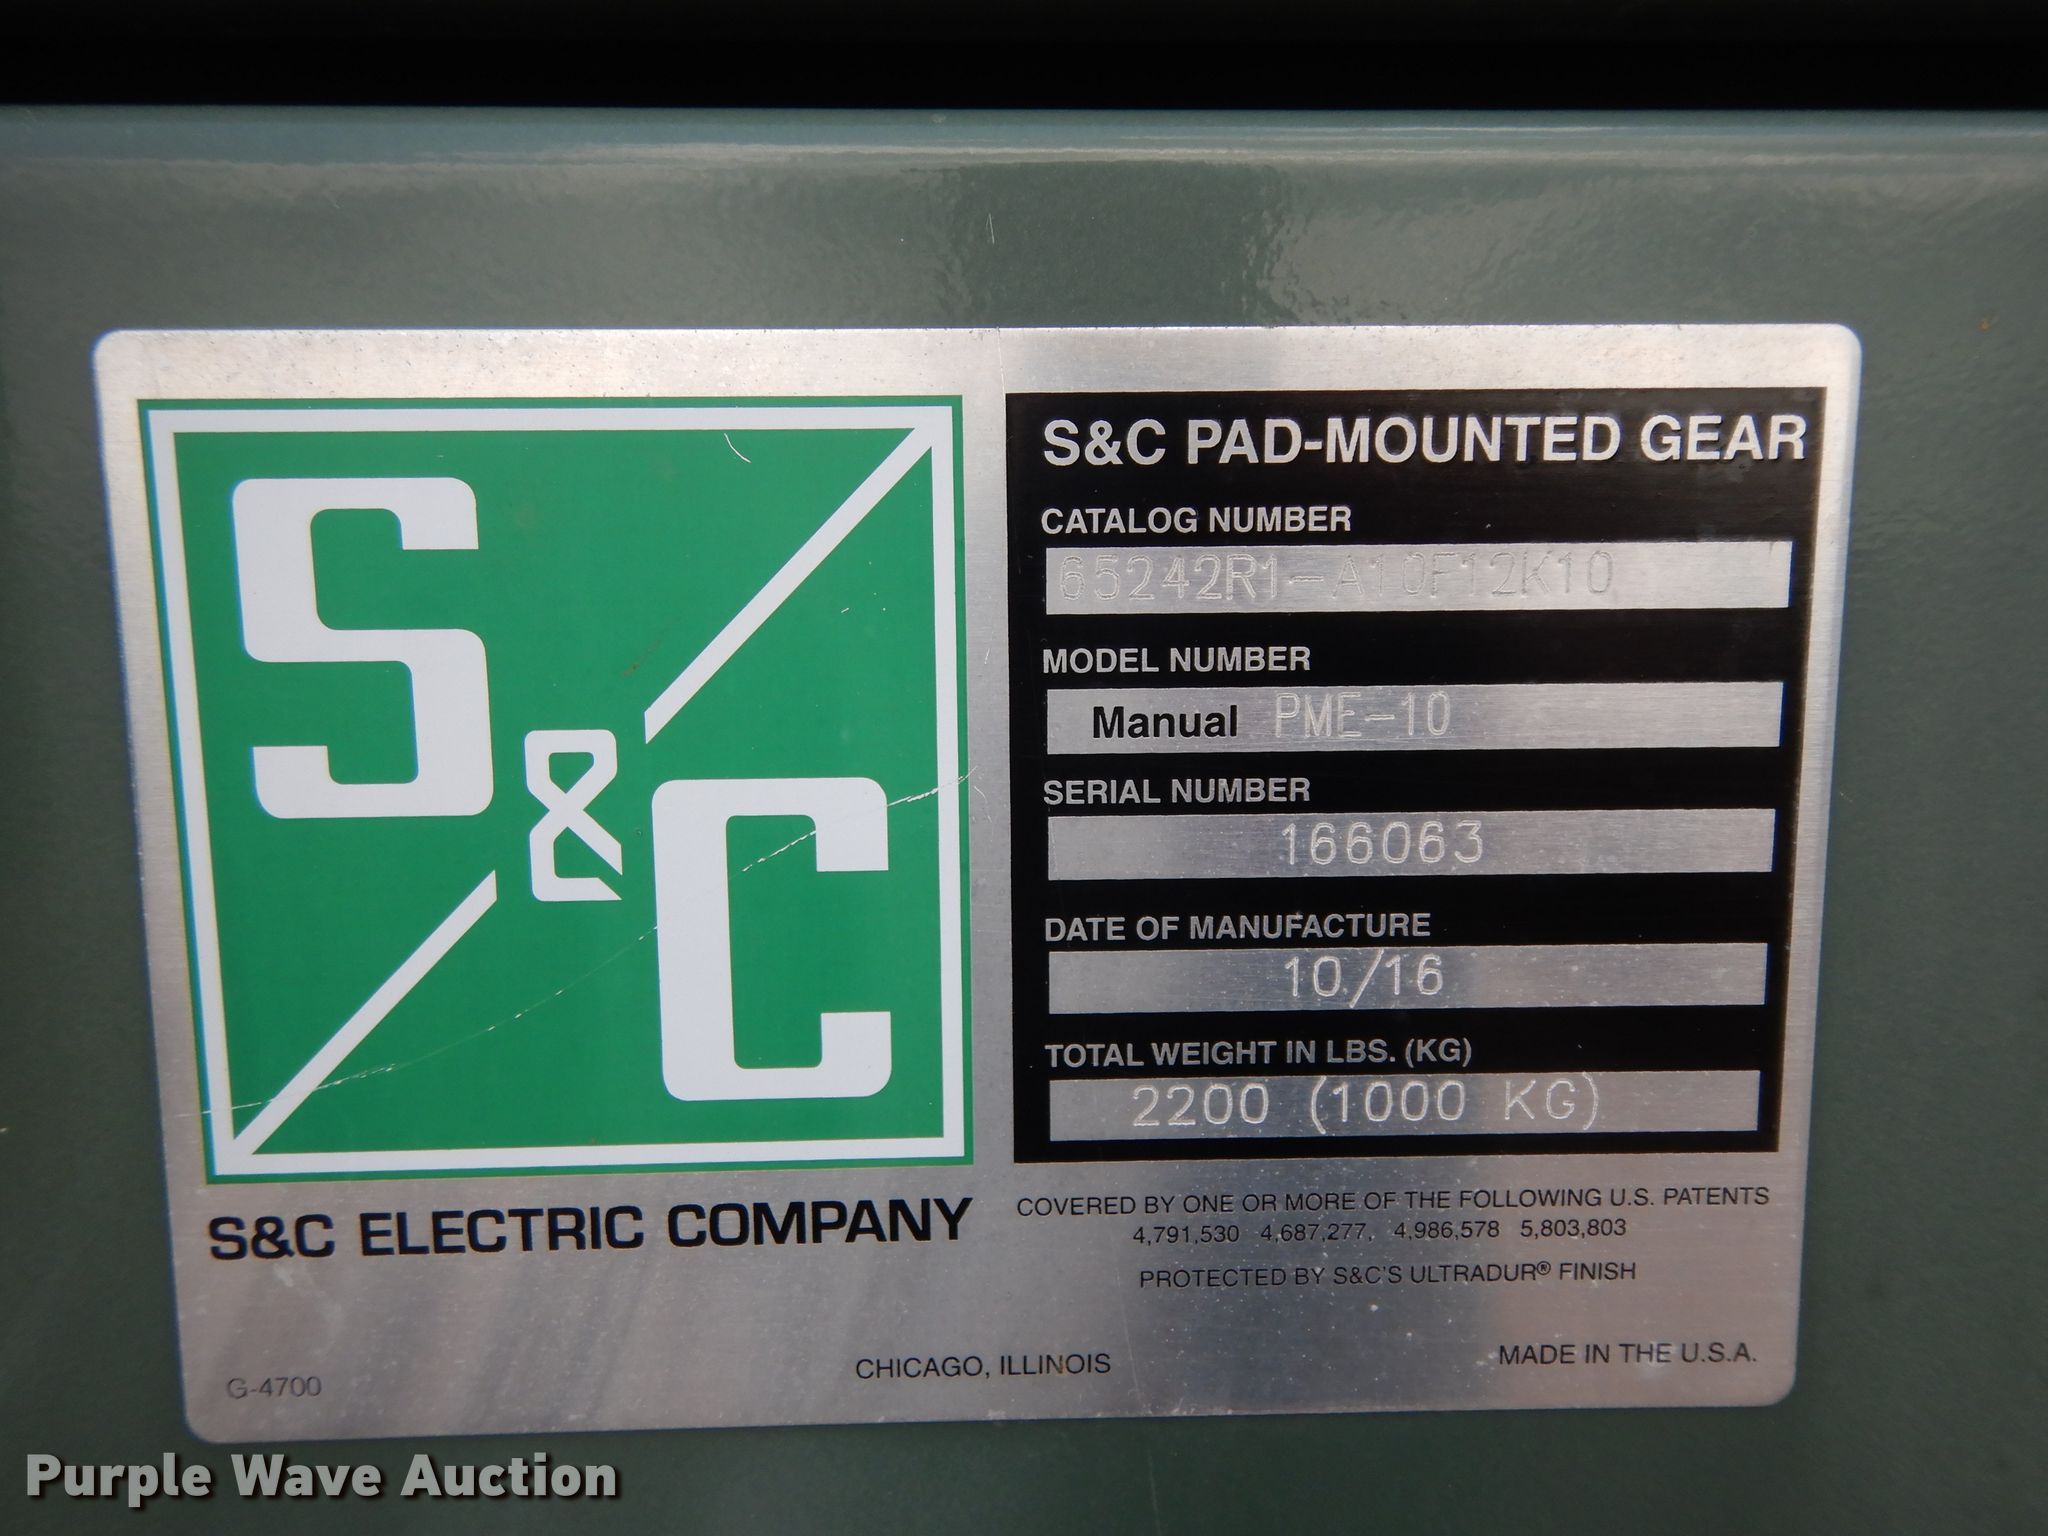 S&C
S&C ELECTRIC COMPANY
G-4700
S&C PAD-MOUNTED GEAR
CATALOG NUMBER
65242R1-A10F12K10
MODEL NUMBER
Manual PME-10
SERIAL NUMBER
166063
DATE OF MANUFACTURE
10/16
TOTAL WEIGHT IN LBS. (KG)
2200 (1000 KG)
COVERED BY ONE OR MORE OF THE FOLLOWING U.S. PATENTS
4,791,530 4,687,277, 4,986,578 5,803,803
PROTECTED BY S&C'S ULTRADUR® FINISH
CHICAGO, ILLINOIS
MADE IN THE U.S.A.
Purple Wave Auction